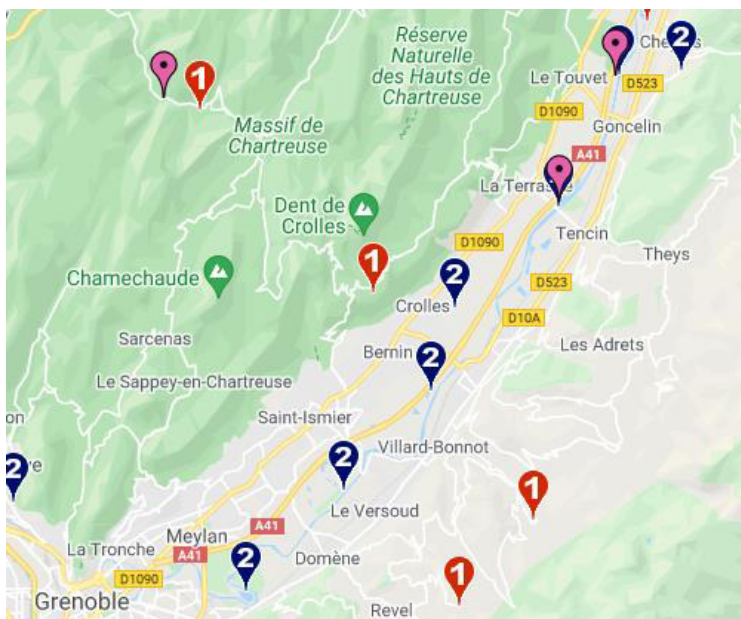 Réserve
Naturelle
des Hauts de
Chartreuse
2
Le Touvet
D523
1
D1090
Goncelin
Massif de
Chartreuse
A41
La Terrasse
Dent de
Crolles
Tencin
D1090
Theys
1
2
Chamechaude
D523
Crolles
D10A
Sarcenas
Les Adrets
Bernin
2
Le Sappey-en-Chartreuse
Saint-Ismier
on
Villard-Bonnot
2
2
1
Le Versoud
A41
Meylan
La Tronche
A41
Domène
2
1
D1090
Grenoble
Revel